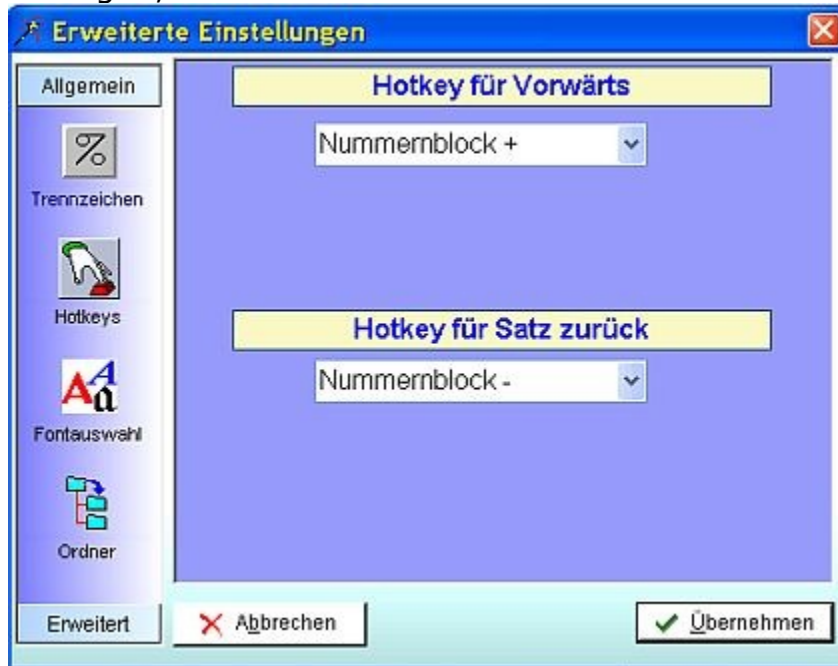 Erweiterte Einstellungen
Allgemein
Trennzeichen
Hotkeys
Fontauswahl
Ordner
Erweitert
Hotkey für Vorwärts
Nummernblock +
Hotkey für Satz zurück
Nummernblock -
Abbrechen
Übernehmen